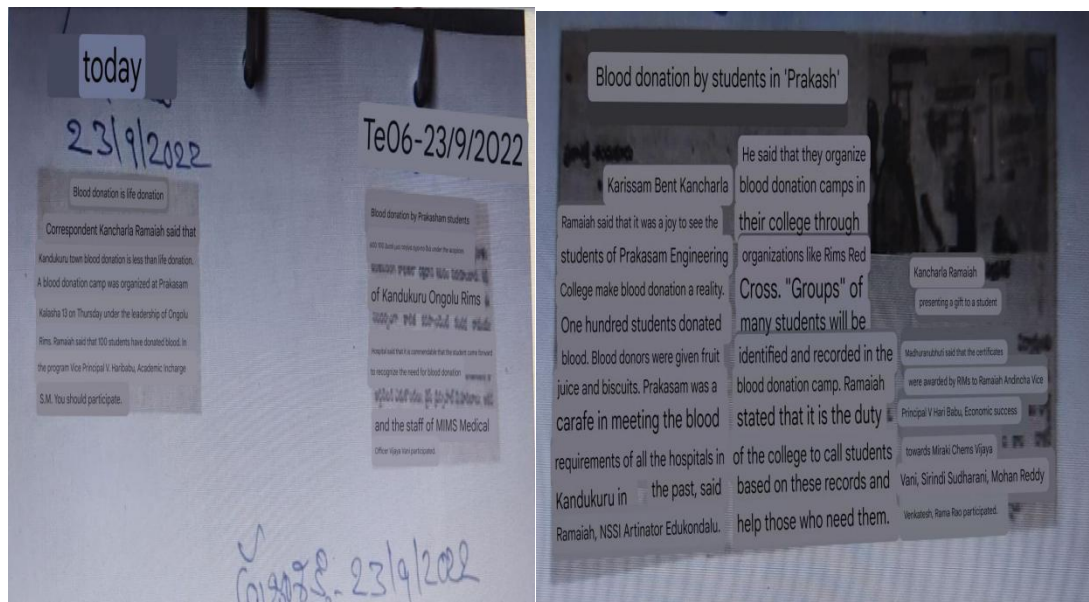 today
23/9/2022
Blood donation is life donation
Correspondent Kancharla Ramaiah said that
Kandukuru town blood donation is less than life donation.
A blood donation camp was organized at Prakasam
Kalasha 13 on Thursday under the leadership of Ongolu
Rims. Ramaiah said that 100 students have donated blood. In
the program Vice Principal V. Haribabu, Academic Incharge
S.M. You should participate.
Te06-23/9/2022
Blood donation by Prakasham students
of Kandukuru Ongolu Rims
Hospital said that it is commendable that the student came forward
to recognize the need for blood donation
and the staff of MIMS Medical
Officer Vijaya Vani participated.
23/9/2022
Blood donation by students in 'Prakash'
Karissam Bent Kancharla
Ramaiah said that it was a joy to see the
students of Prakasam Engineering
College make blood donation a reality.
One hundred students donated
blood. Blood donors were given fruit
juice and biscuits. Prakasam was a
carafe in meeting the blood
requirements of all the hospitals in
Kandukuru in the past, said
Ramaiah, NSSI Artinator Edukondalu.
He said that they organize
blood donation camps in
their college through
organizations like Rims Red
Cross. "Groups" of
many students will be
identified and recorded in the
blood donation camp. Ramaiah
stated that it is the duty
of the college to call students
based on these records and
help those who need them.
Kancharla Ramaiah
presenting a gift to a student
Madhuranubhuti said that the certificates
were awarded by RIMs to Ramaiah Andincha Vice
Principal V Hari Babu, Economic success
towards Miraki Chems Vijaya
Vani, Sirindi Sudharani, Mohan Reddy
Venkatesh, Rama Rao participated.